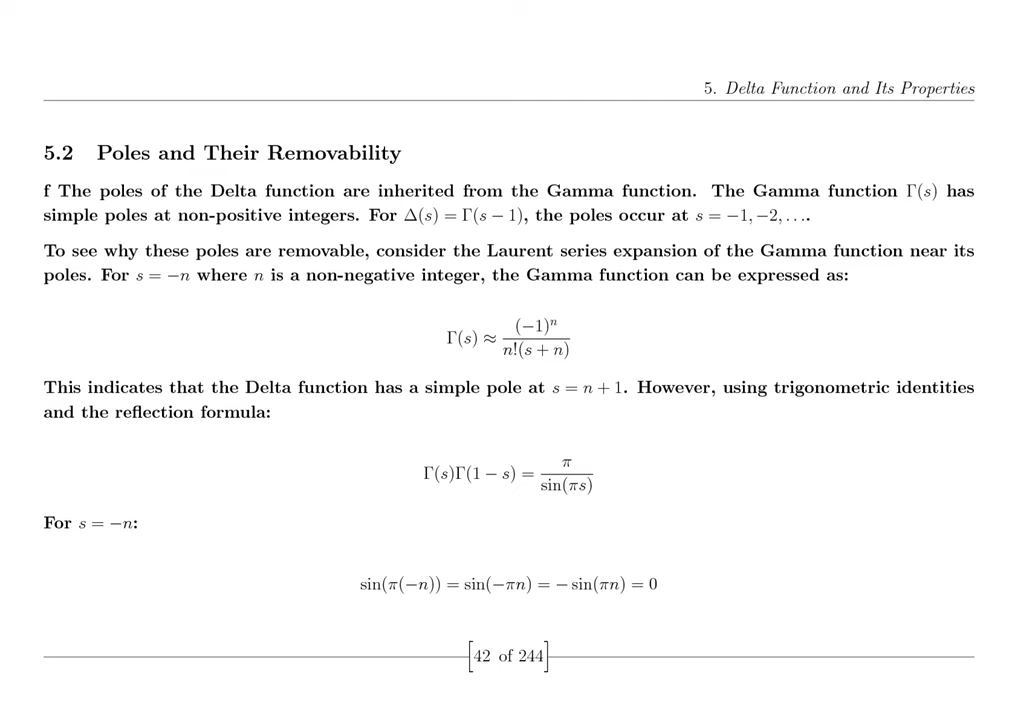 5. Delta Function and Its Properties
5.2 Poles and Their Removability
f The poles of the Delta function are inherited from the Gamma function. The Gamma function Γ(s) has
simple poles at non-positive integers. For Δ(s) = Γ(s − 1), the poles occur at s = −1, −2, . . ..
To see why these poles are removable, consider the Laurent series expansion of the Gamma function near its
poles. For s = −n where n is a non-negative integer, the Gamma function can be expressed as:
Γ(s) ≈ (−1)ⁿ / n!(s + n)
This indicates that the Delta function has a simple pole at s = n + 1. However, using trigonometric identities
and the reflection formula:
Γ(s)Γ(1 − s) = π / sin(πs)
For s = −n:
sin(π(−n)) = sin(−πn) = − sin(πn) = 0
[42 of 244]